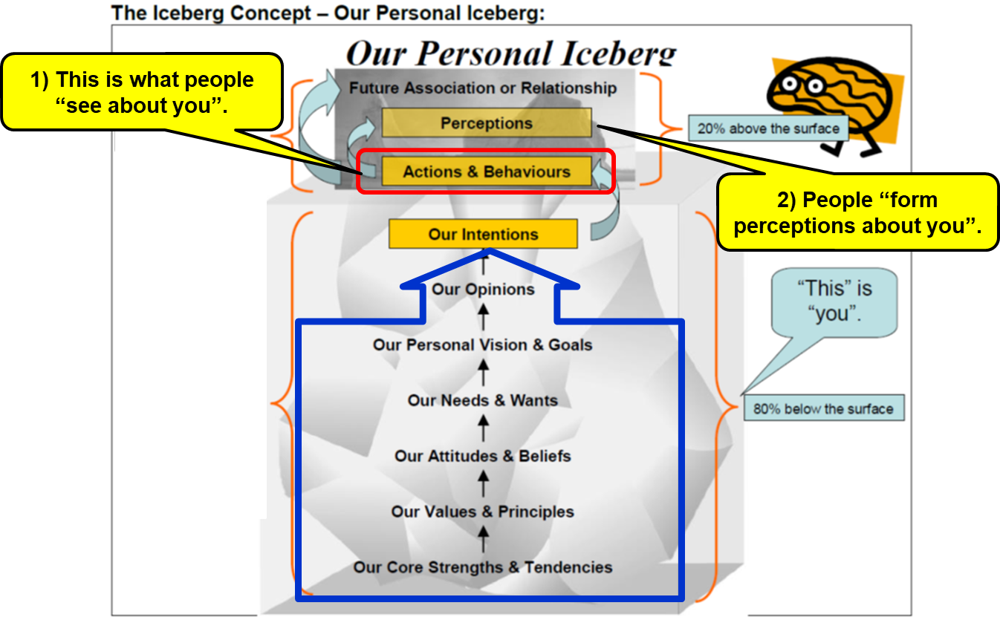 The Iceberg Concept – Our Personal Iceberg:
Our Personal Iceberg
1) This is what people
“see about you”.
Future Association or Relationship
Perceptions
20% above the surface
Actions & Behaviours
2) People “form
perceptions about you”.
Our Intentions
Our Opinions
“This” is
“you”.
Our Personal Vision & Goals
Our Needs & Wants
80% below the surface
Our Attitudes & Beliefs
Our Values & Principles
Our Core Strengths & Tendencies